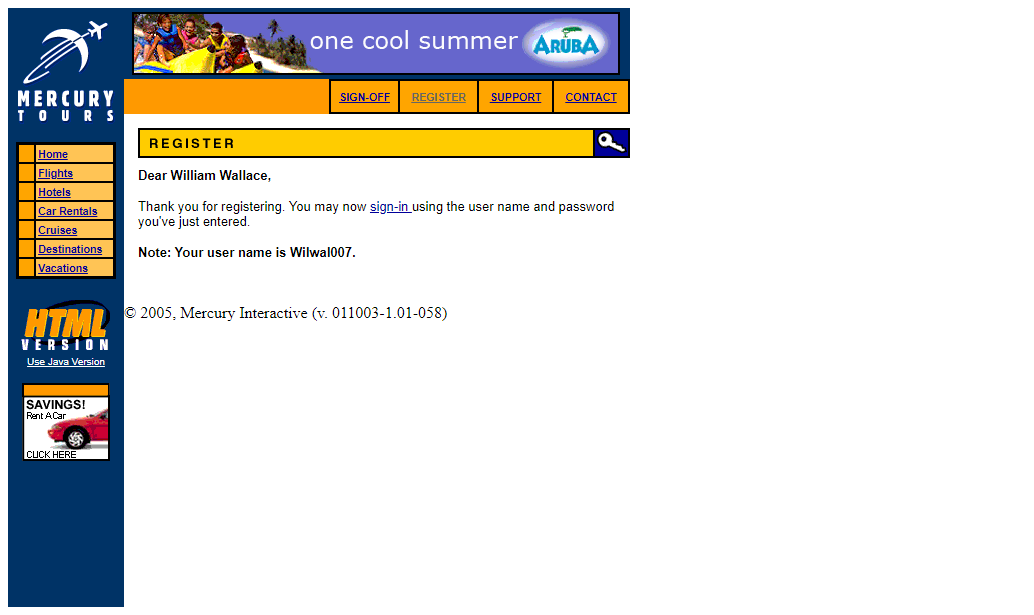 one cool summer ARUBA
MERCURY
TOURS
SIGN-OFF REGISTER SUPPORT CONTACT
Home
Flights
Hotels
Car Rentals
Cruises
Destinations
Vacations
HTML
VERSION
Use Java Version
SAVINGS!
Rent A Car
CLICK HERE
REGISTER
Dear William Wallace,
Thank you for registering. You may now sign-in using the user name and password
you've just entered.
Note: Your user name is Wilwal007.
© 2005, Mercury Interactive (v. 011003-1.01-058)